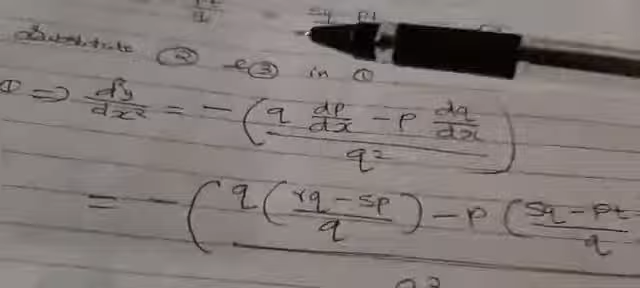 Substitute ② & ③ in ①
① ⇒ d²y/dx² = - (q dp/dx - p dq/dx / q²)
= - (q (rq - sp / q) - p (sq - pt / q)